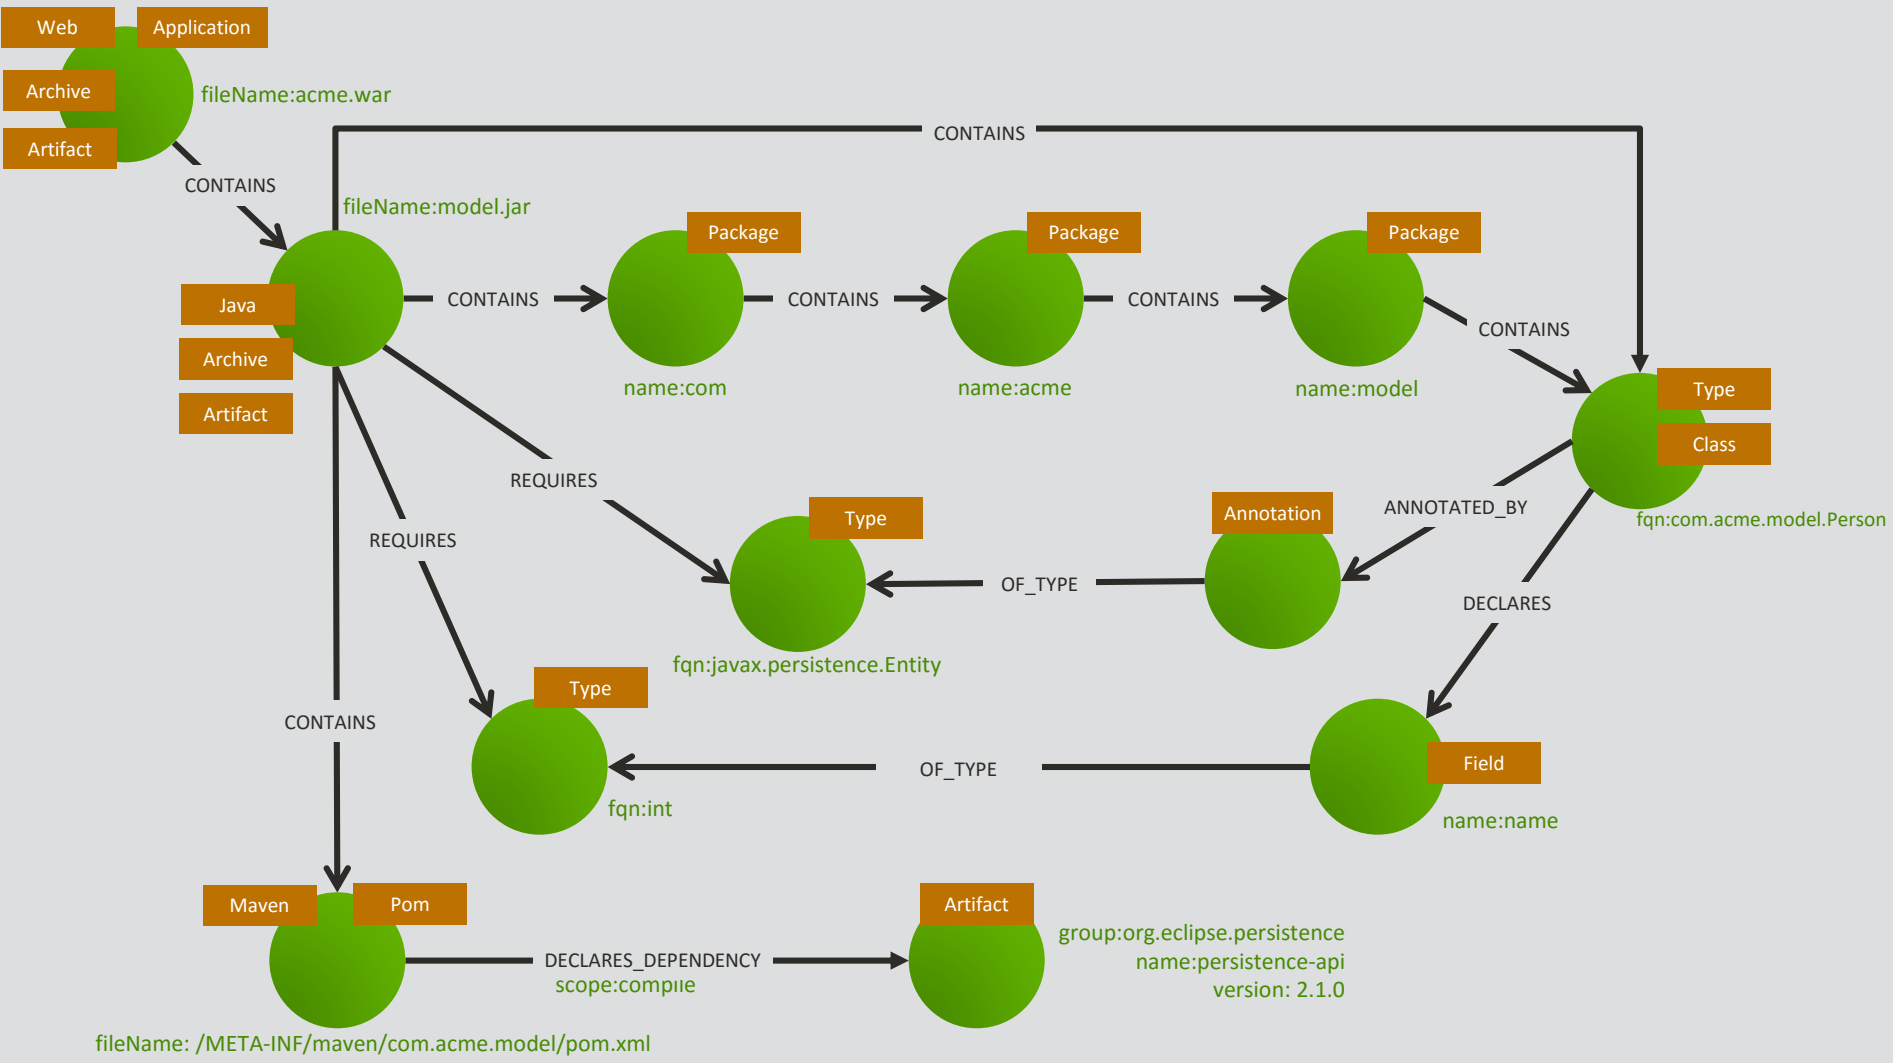 Web
Application
Archive
fileName:acme.war
Artifact
CONTAINS
CONTAINS
fileName:model.jar
Package
Package
Package
Java
CONTAINS
CONTAINS
CONTAINS
CONTAINS
Archive
name:com
name:acme
name:model
Type
Artifact
Class
REQUIRES
Type
Annotation
ANNOTATED_BY
fqn:com.acme.model.Person
REQUIRES
OF_TYPE
DECLARES
fqn:javax.persistence.Entity
Type
CONTAINS
OF_TYPE
Field
fqn:int
name:name
Maven
Pom
Artifact
group:org.eclipse.persistence
DECLARES_DEPENDENCY
name:persistence-api
scope:compile
version: 2.1.0
fileName: /META-INF/maven/com.acme.model/pom.xml